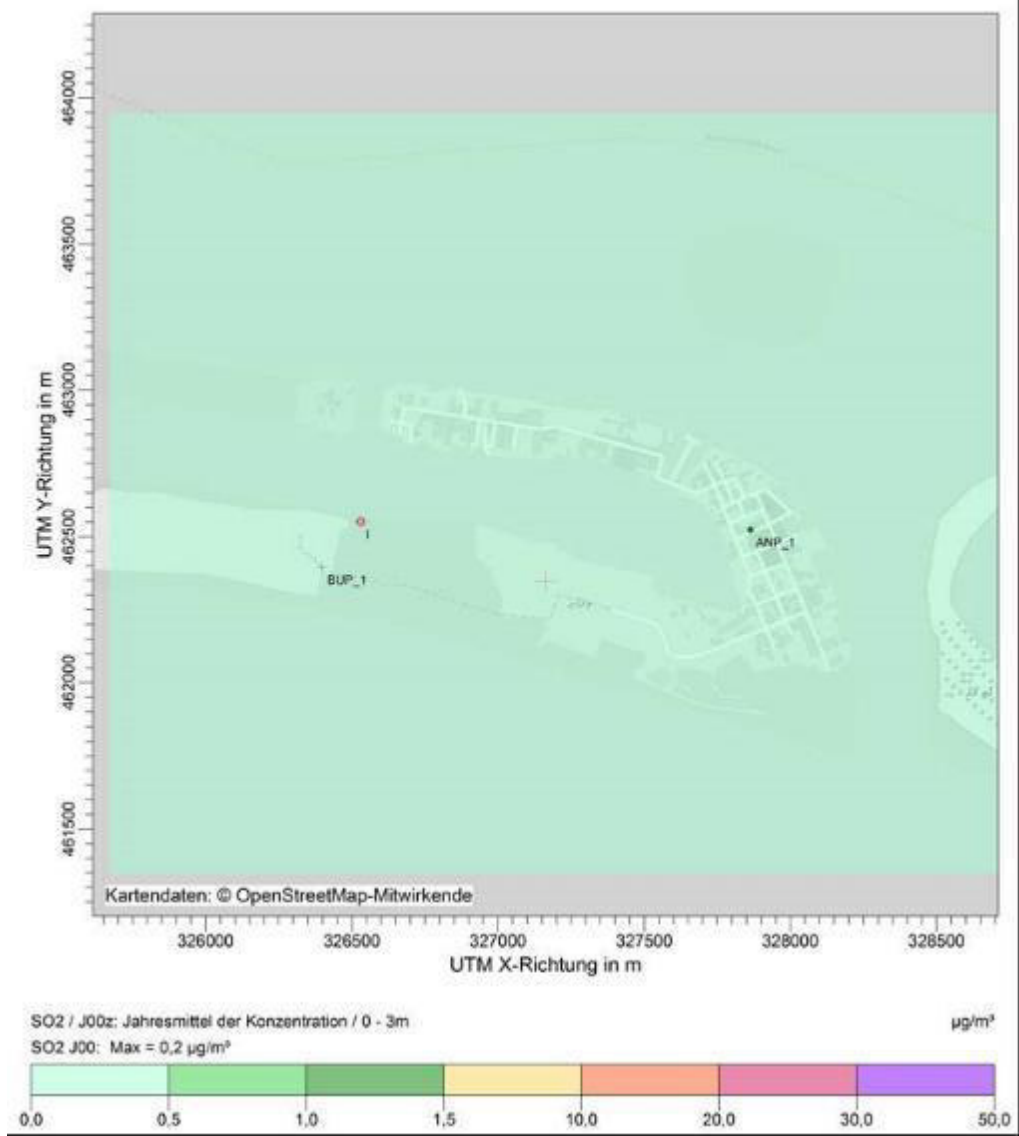 464000
463500
463000
462500
462000
461500
UTM Y-Richtung in m
1
BUP_1
ANP_1
Kartendaten: © OpenStreetMap-Mitwirkende
326000 326500 327000 327500 328000 328500
UTM X-Richtung in m
SO2 / J00z: Jahresmittel der Konzentration / 0 - 3m µg/m³
SO2 J00: Max = 0,2 µg/m³
0,0 0,5 1,0 1,5 10,0 20,0 30,0 50,0